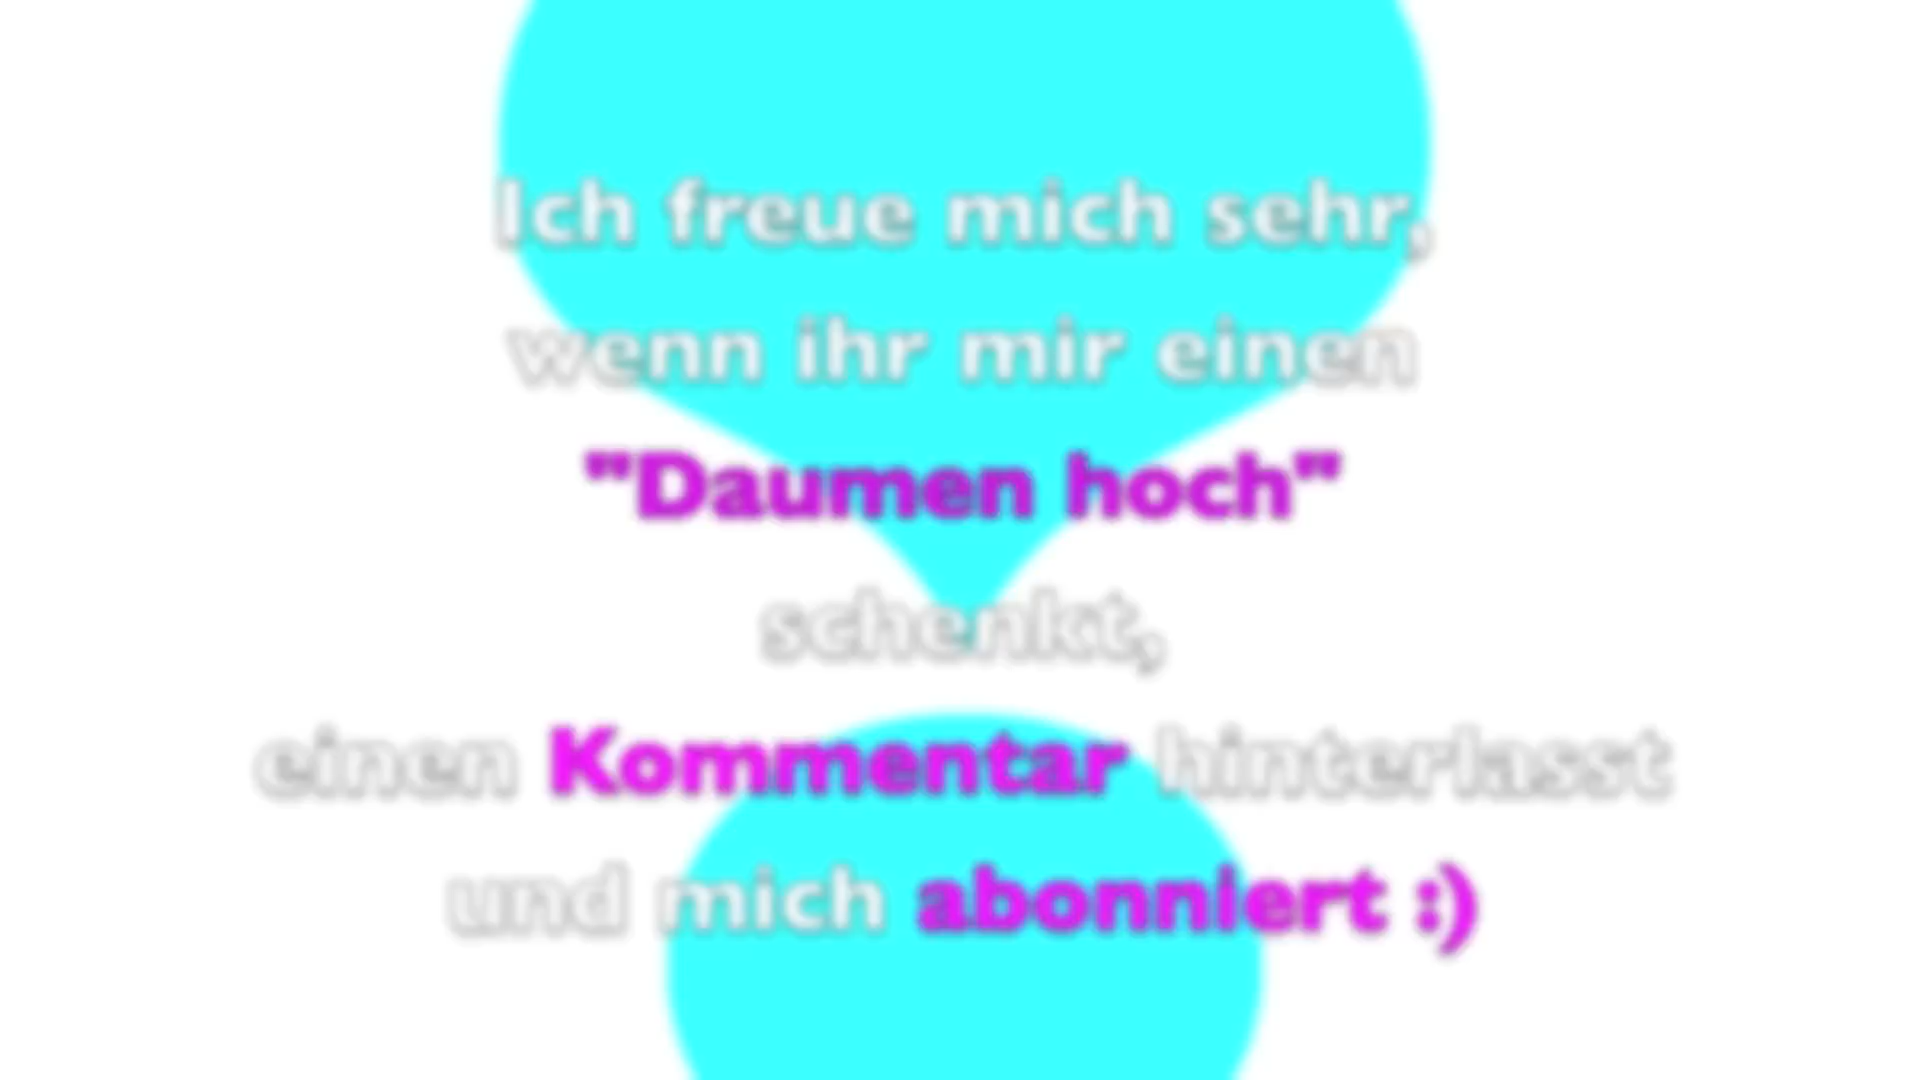 Ich freue mich sehr,
wenn ihr mir einen
"Daumen hoch"
schenkt,
einen Kommentar hinterlasst
und mich abonniert :)